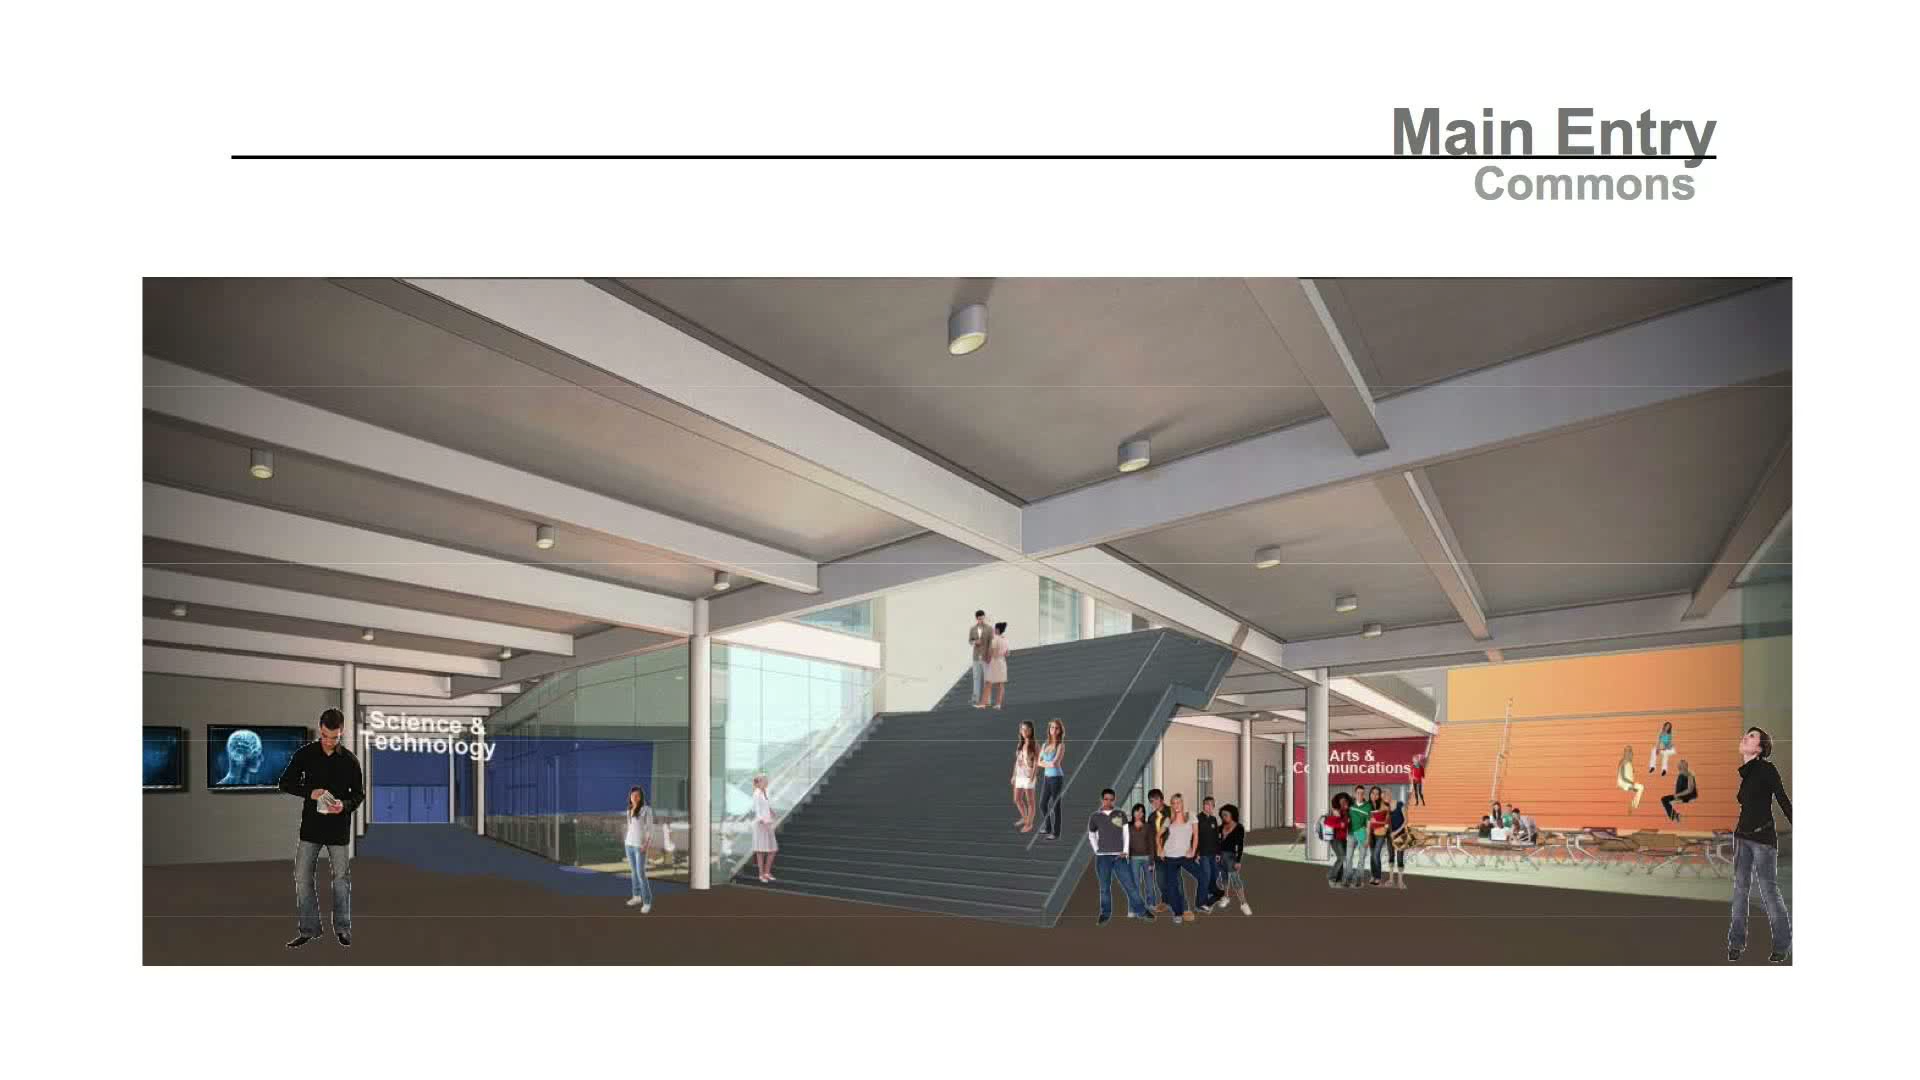 Main Entry
Commons
Science &
Technology
Arts &
Communcations